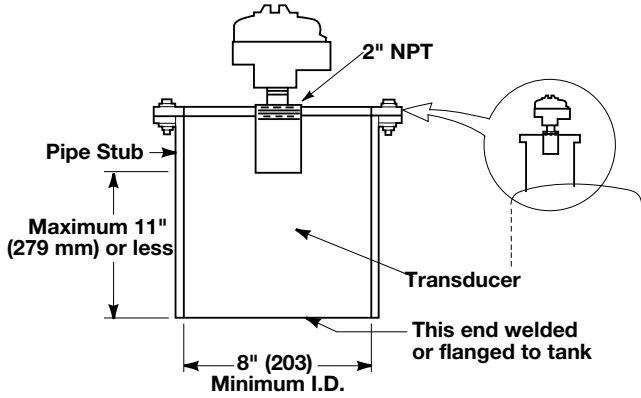 2" NPT
Pipe Stub
Maximum 11"
(279 mm) or less
Transducer
This end welded
or flanged to tank
8" (203)
Minimum I.D.